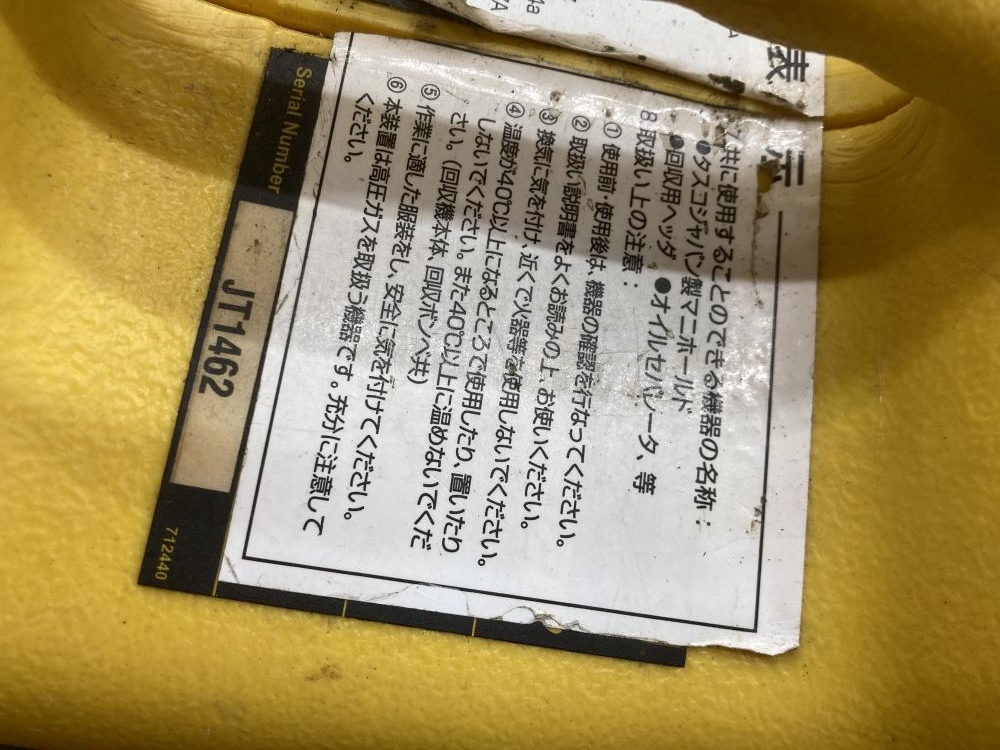 4a
7A
A
表
示
7.共に使用することのできる機器の名称：
●タスコジャパン製マニホールド
●回収用ヘッダ ●オイルセパレータ、等
8.取扱い上の注意：
① 使用前・使用後は、機器の確認を行なってください。
② 取扱い説明書をよくお読みの上、お使いください。
③ 換気に気を付け、近くで火器等を使用しないでください。
④ 温度が40℃以上になるところで使用したり、置いたり
しないでください。また40℃以上に温めないでくだ
さい。（回収機本体、回収ボンベ共）
⑤ 作業に適した服装をし、安全に気を付けてください。
⑥ 本装置は高圧ガスを取扱う機器です。充分に注意して
ください。
Serial Number
JT1462
712440